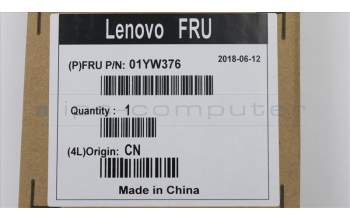 Lenovo FRU
(P)FRU P/N: 01YW376
2018-06-12
Quantity : 1
(4L)Origin: CN
Made in China